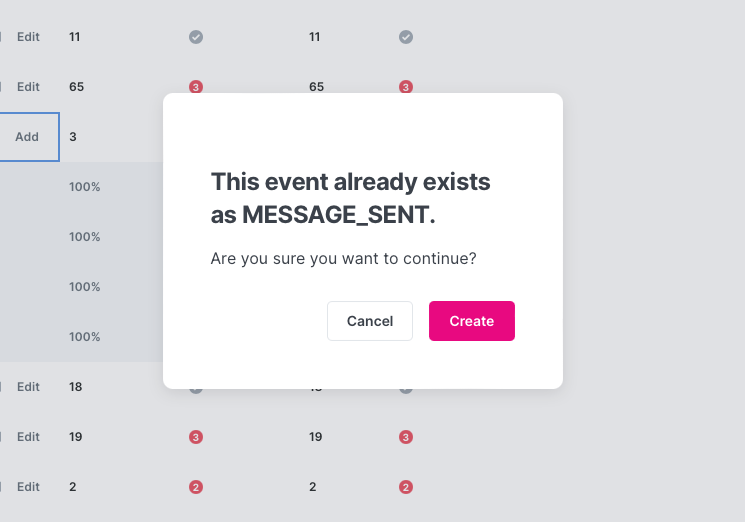 Edit 11 11
Edit 65 3 65 3
Add 3
This event already exists
as MESSAGE_SENT.
100%
100%
Are you sure you want to continue?
100%
Cancel Create
100%
Edit 18
Edit 19 3 19 3
Edit 2 2 2 2